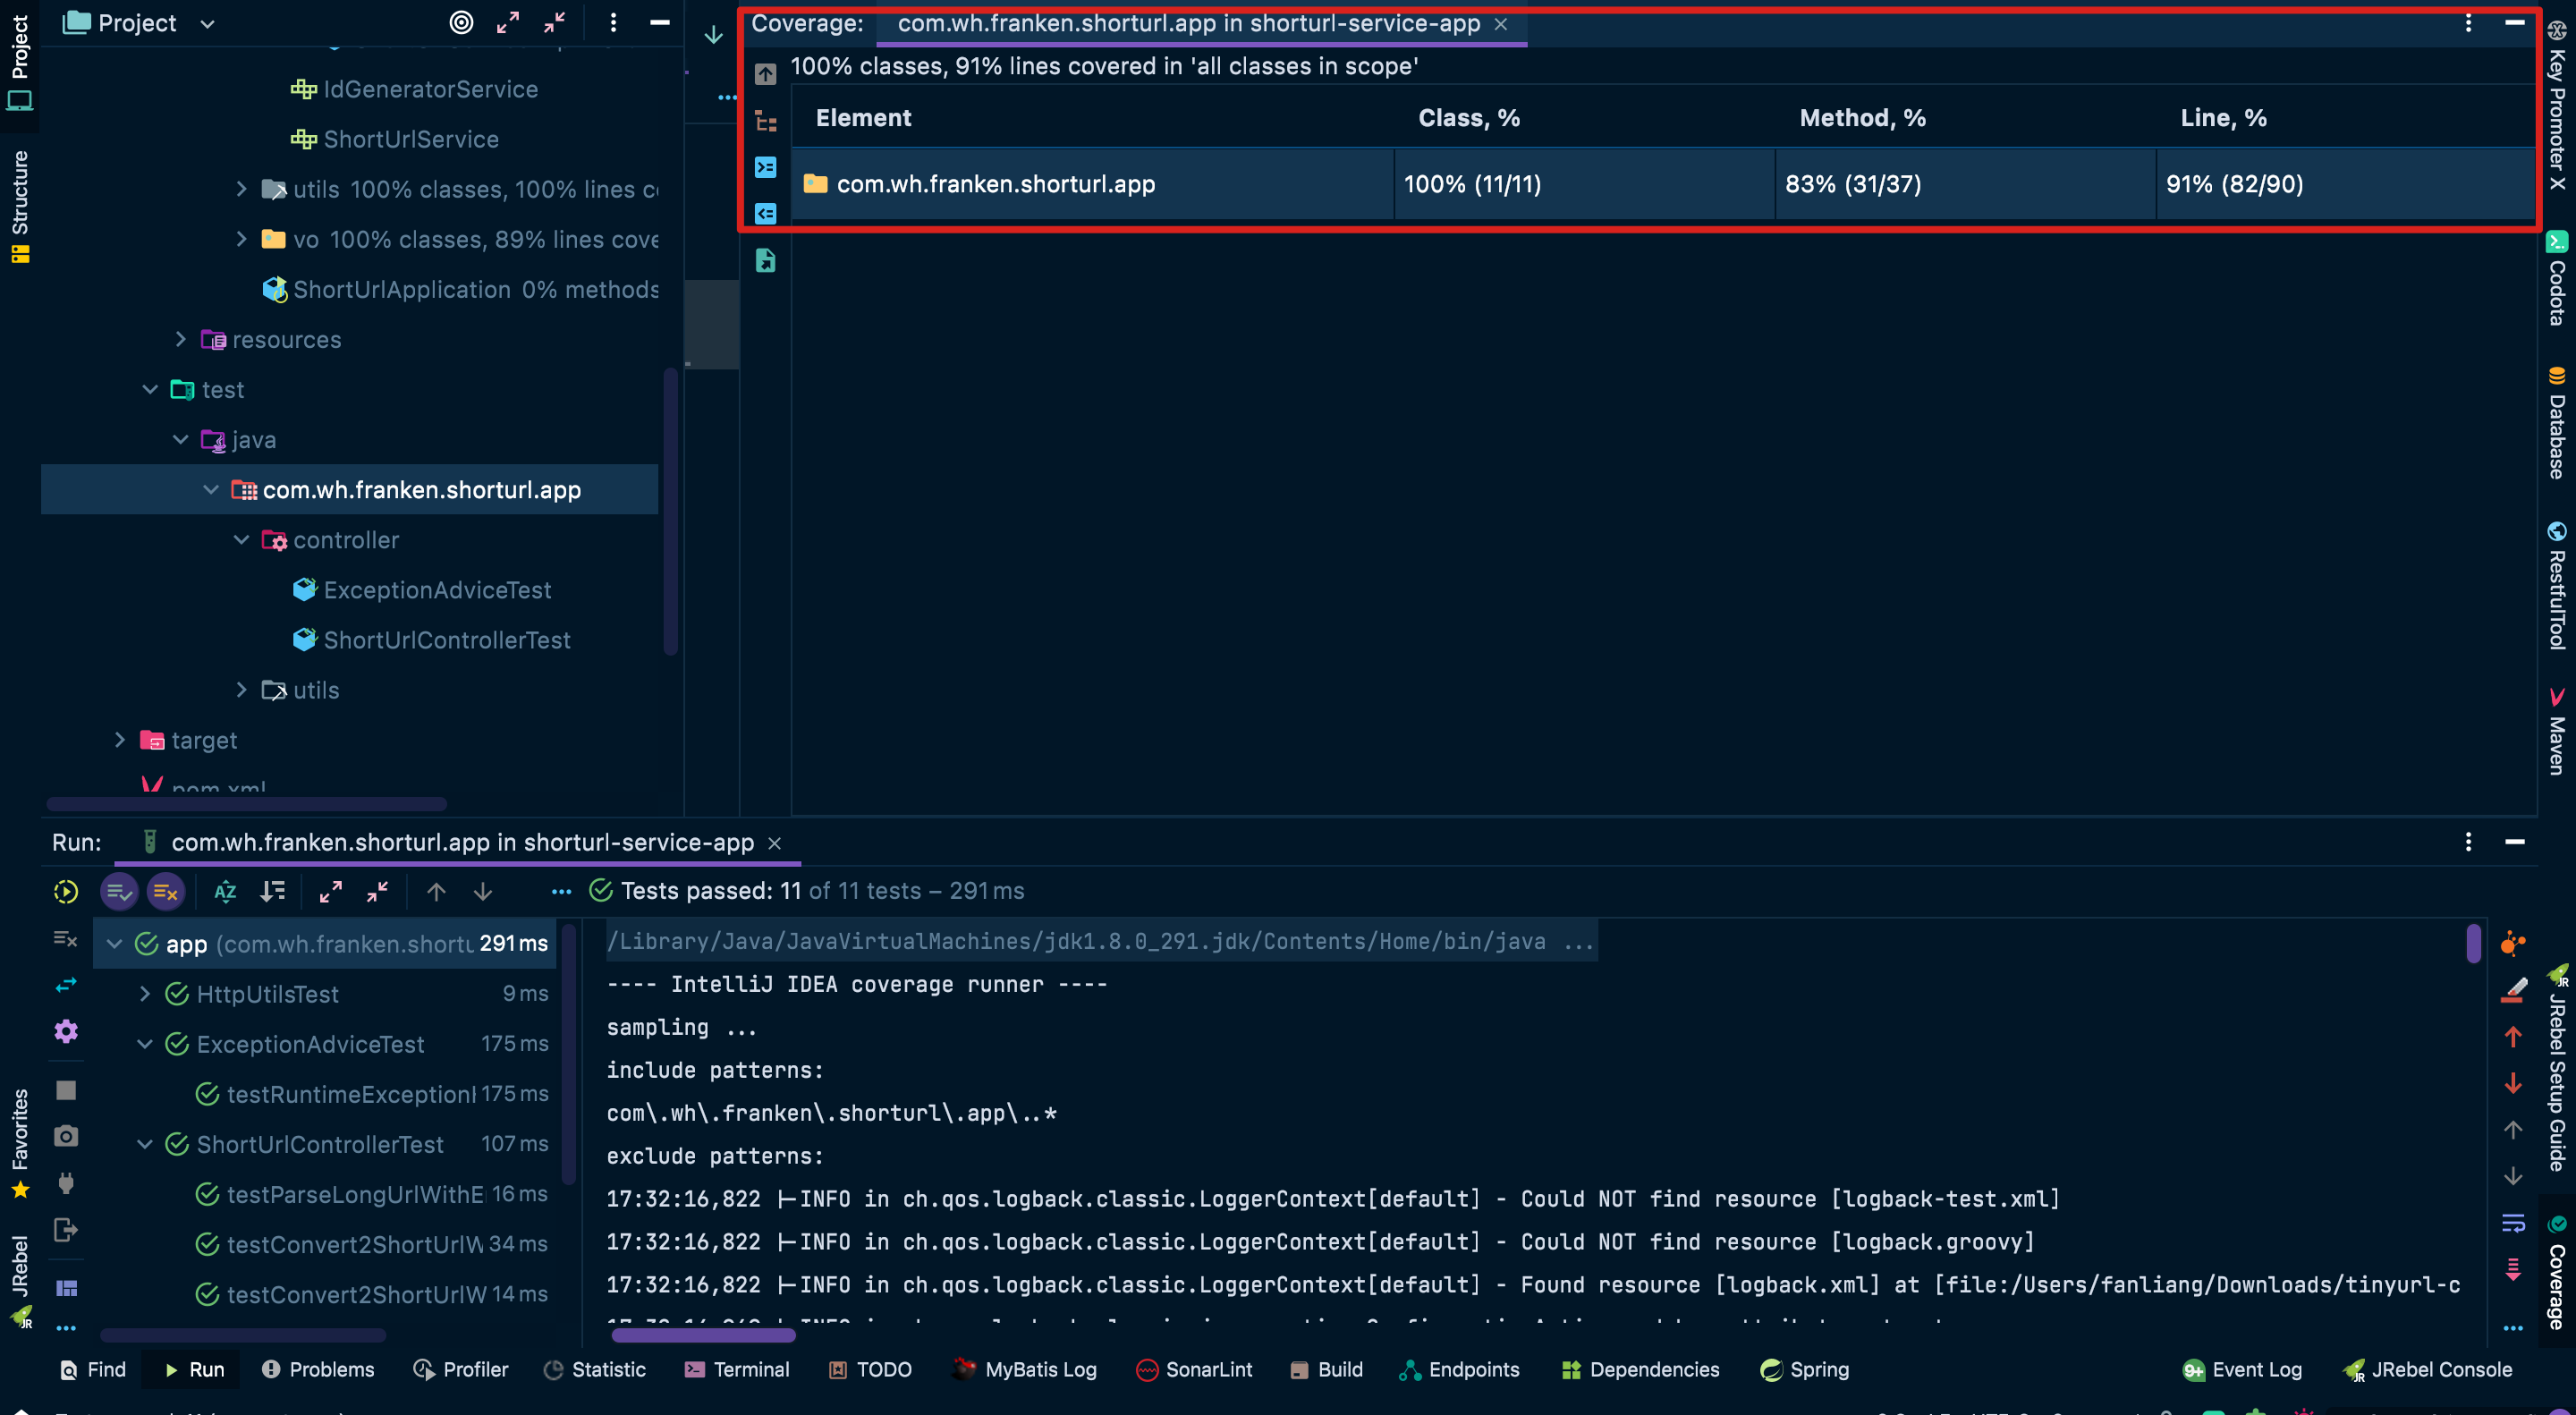 Project
Coverage:
com.wh.franken.shorturl.app in shorturl-service-app
100% classes, 91% lines covered in 'all classes in scope'
Element
Class, %
Method, %
Line, %
com.wh.franken.shorturl.app
100% (11/11)
83% (31/37)
91% (82/90)
IdGeneratorService
ShortUrlService
utils 100% classes, 100% lines c
vo 100% classes, 89% lines cove
ShortUrlApplication 0% methods
resources
test
java
com.wh.franken.shorturl.app
controller
ExceptionAdviceTest
ShortUrlControllerTest
utils
target
pom.xml
Project
Structure
Favorites
JRebel
Key Promoter X
Codota
Database
RestfulTool
Maven
JRebel Setup Guide
Coverage
Run:
com.wh.franken.shorturl.app in shorturl-service-app
Tests passed: 11 of 11 tests – 291 ms
app (com.wh.franken.shortu 291 ms
HttpUtilsTest 9 ms
ExceptionAdviceTest 175 ms
testRuntimeException 175 ms
ShortUrlControllerTest 107 ms
testParseLongUrlWithE 16 ms
testConvert2ShortUrlW 34 ms
testConvert2ShortUrlW 14 ms
/Library/Java/JavaVirtualMachines/jdk1.8.0_291.jdk/Contents/Home/bin/java ...
---- IntelliJ IDEA coverage runner ----
sampling ...
include patterns:
com\.wh\.franken\.shorturl\.app\..*
exclude patterns:
17:32:16,822 |-INFO in ch.qos.logback.classic.LoggerContext[default] - Could NOT find resource [logback-test.xml]
17:32:16,822 |-INFO in ch.qos.logback.classic.LoggerContext[default] - Could NOT find resource [logback.groovy]
17:32:16,822 |-INFO in ch.qos.logback.classic.LoggerContext[default] - Found resource [logback.xml] at [file:/Users/fanliang/Downloads/tinyurl-c
Find
Run
Problems
Profiler
Statistic
Terminal
TODO
MyBatis Log
SonarLint
Build
Endpoints
Dependencies
Spring
9+ Event Log
JRebel Console